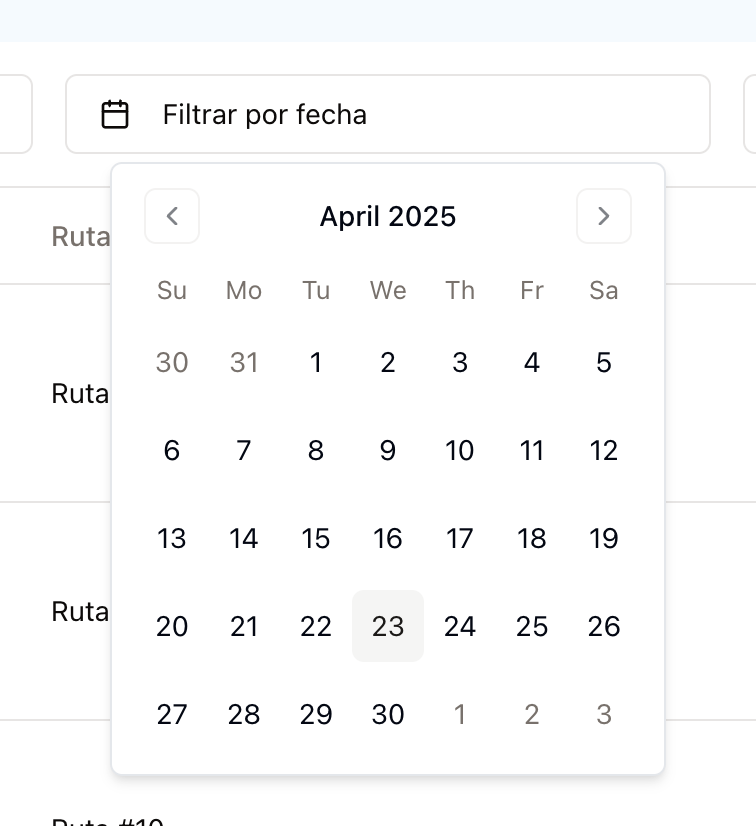 Filtrar por fecha
April 2025
Ruta
Su Mo Tu We Th Fr Sa
30 31 1 2 3 4 5
Ruta
6 7 8 9 10 11 12
13 14 15 16 17 18 19
Ruta
20 21 22 23 24 25 26
27 28 29 30 1 2 3
Ruta #10